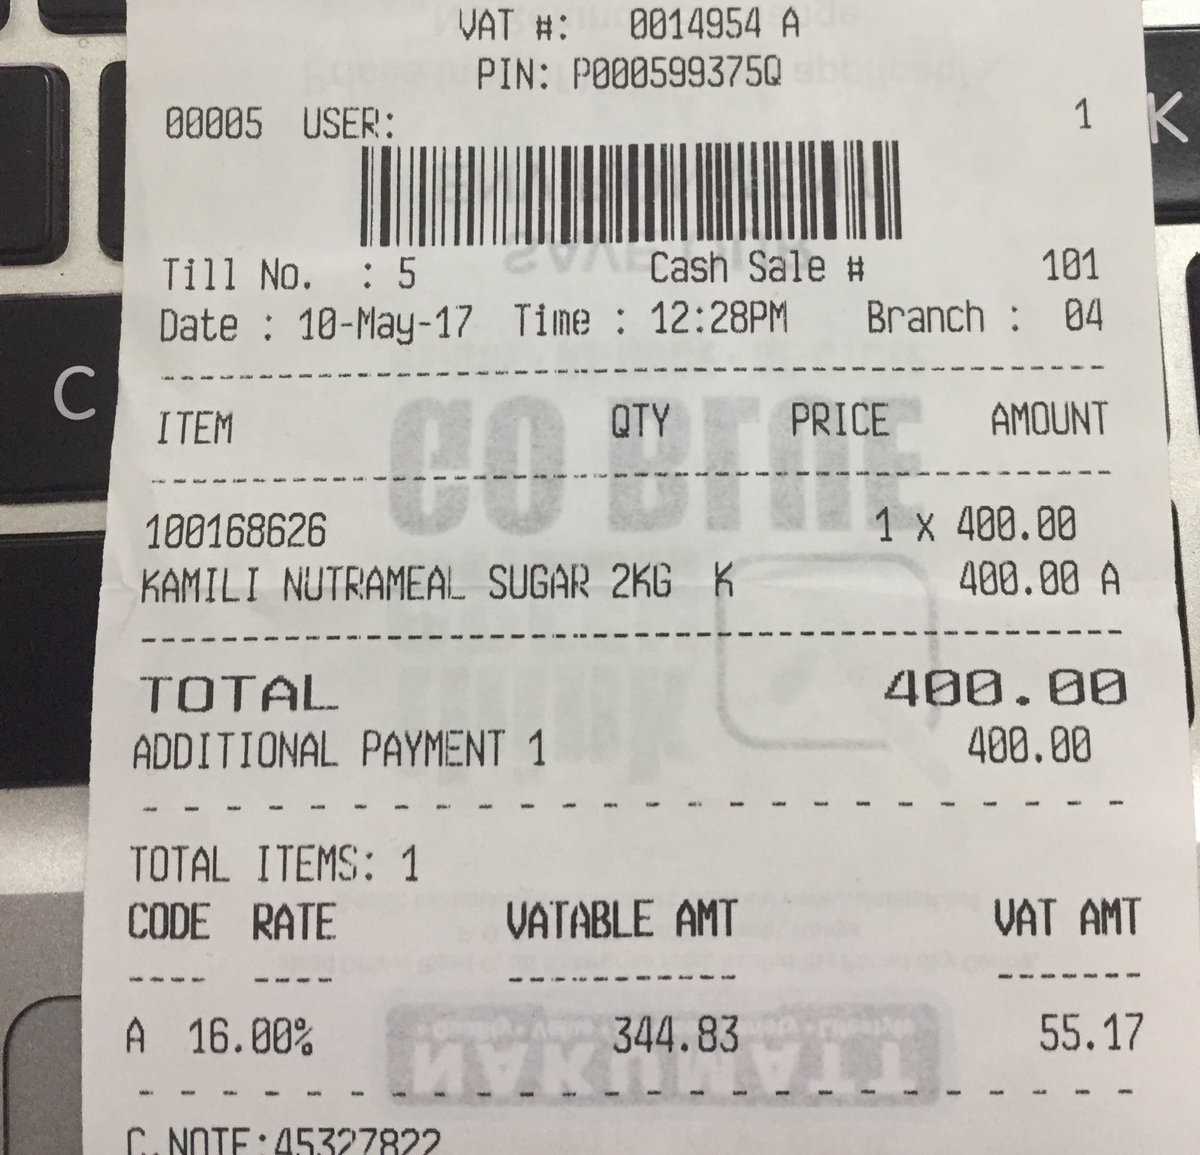 VAT #: 0014954 A
PIN: P000599375Q
00005 USER: 1
Till No. : 5 Cash Sale # 101
Date : 10-May-17 Time : 12:28PM Branch : 04
ITEM QTY PRICE AMOUNT
100168626 1 x 400.00
KAMILI NUTRAMEAL SUGAR 2KG K 400.00 A
TOTAL 400.00
ADDITIONAL PAYMENT 1 400.00
TOTAL ITEMS: 1
CODE RATE VATABLE AMT VAT AMT
A 16.00% 344.83 55.17
NAKUMATT
C.NOTE:45327822
C
K